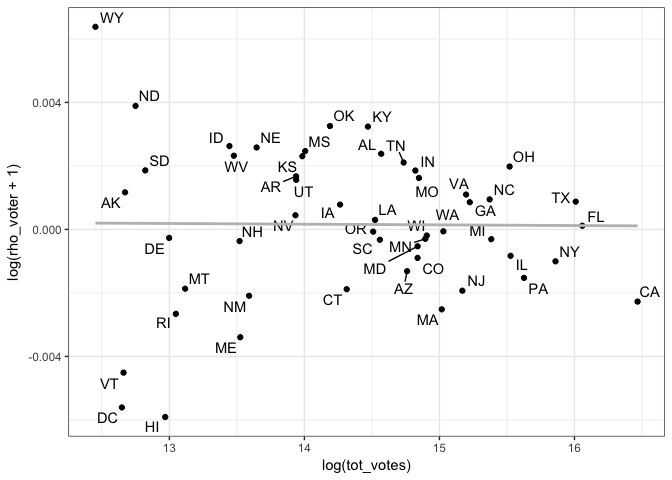 WY
0.004
ND
OK
KY
ID
NE
MS
AL
TN
IN
OH
WV
KS
SD
MO
AR
UT
VA
NC
TX
AK
IA
LA
GA
FL
NV
OR
WI
WA
0.000
DE
NH
SC
MN
MI
MD
CO
IL
NY
MT
AZ
NJ
PA
CA
NM
CT
RI
MA
ME
-0.004
VT
DC
HI
13
14
15
16
log(tot_votes)
log(rho_voter + 1)